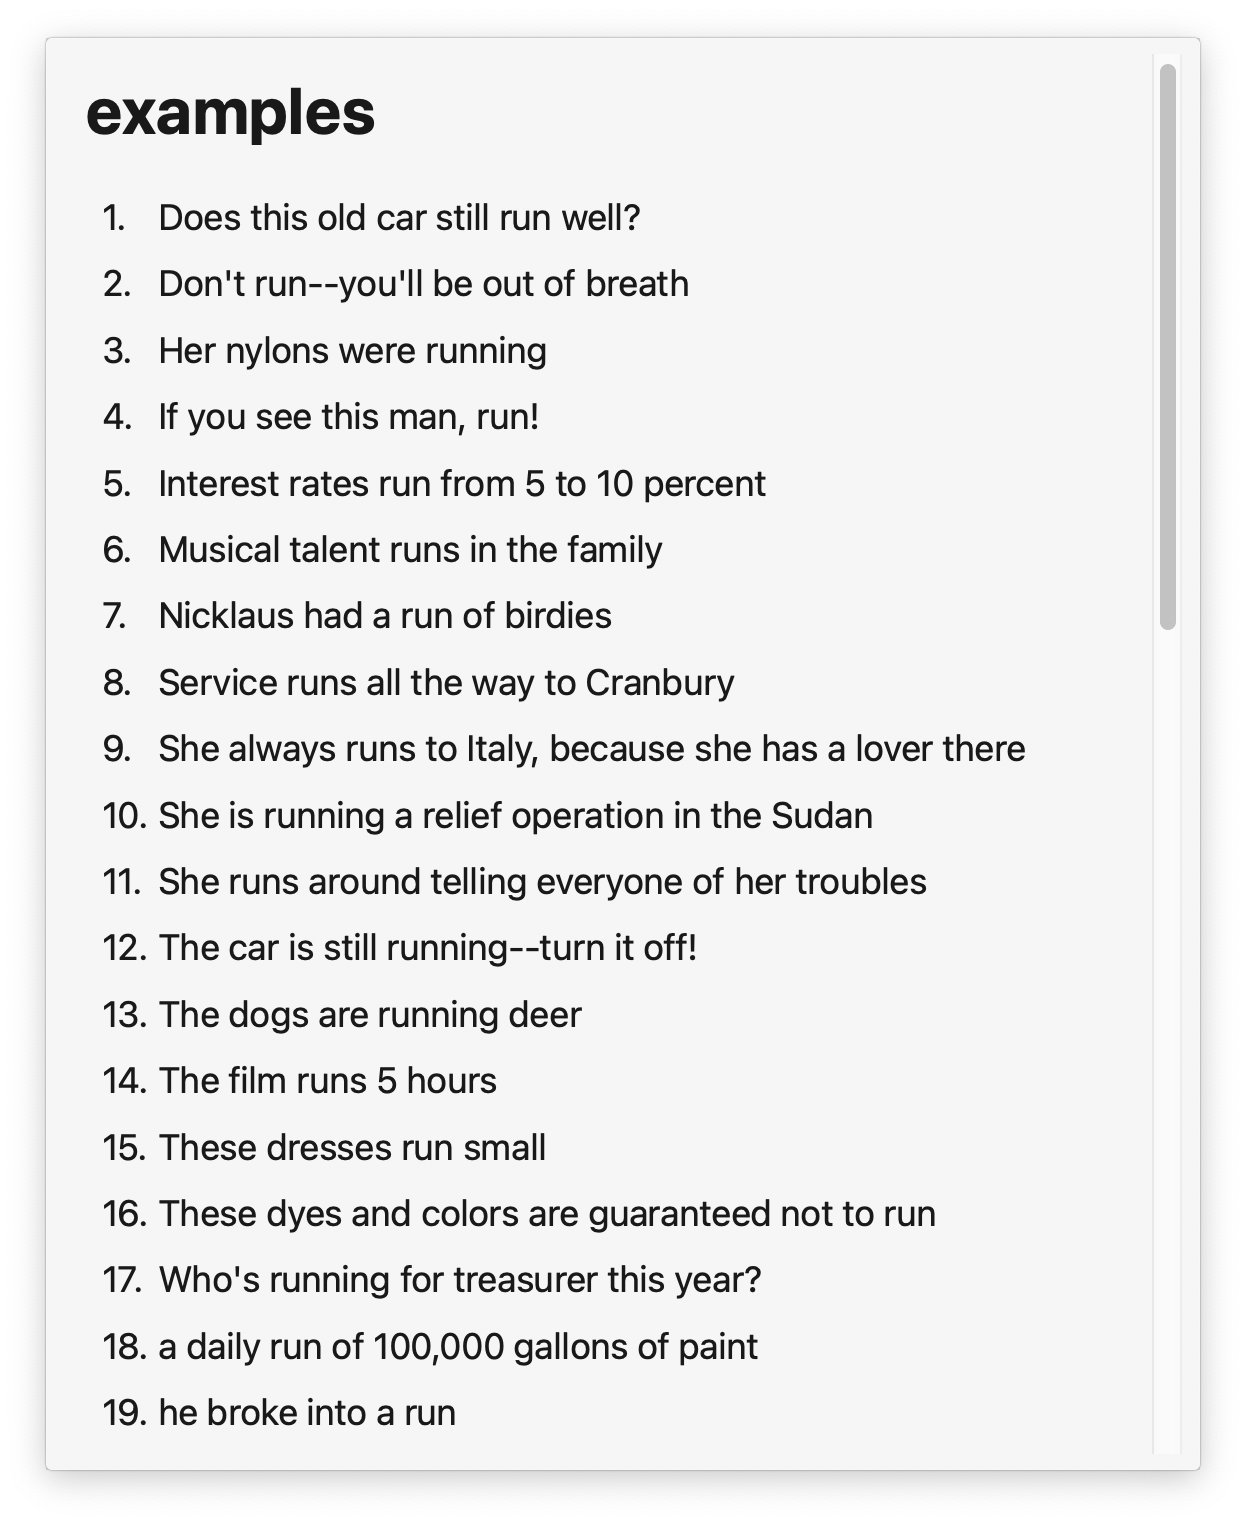 examples
1. Does this old car still run well?
2. Don't run--you'll be out of breath
3. Her nylons were running
4. If you see this man, run!
5. Interest rates run from 5 to 10 percent
6. Musical talent runs in the family
7. Nicklaus had a run of birdies
8. Service runs all the way to Cranbury
9. She always runs to Italy, because she has a lover there
10. She is running a relief operation in the Sudan
11. She runs around telling everyone of her troubles
12. The car is still running--turn it off!
13. The dogs are running deer
14. The film runs 5 hours
15. These dresses run small
16. These dyes and colors are guaranteed not to run
17. Who's running for treasurer this year?
18. a daily run of 100,000 gallons of paint
19. he broke into a run